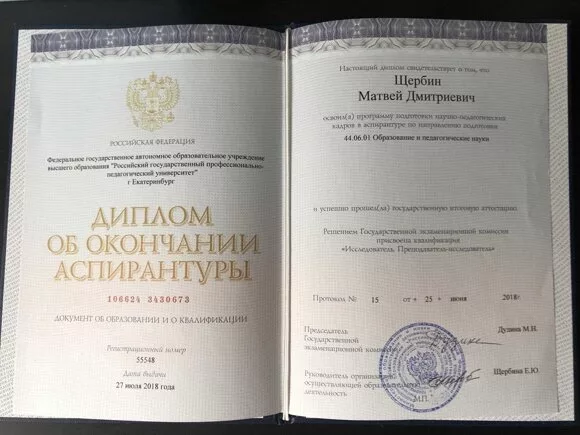 РОССИЙСКАЯ ФЕДЕРАЦИЯ
Федеральное государственное автономное образовательное учреждение
высшего образования "Российский государственный профессионально-
педагогический университет"
г Екатеринбург
ДИПЛОМ
ОБ ОКОНЧАНИИ
АСПИРАНТУРЫ
106624 3430673
ДОКУМЕНТ ОБ ОБРАЗОВАНИИ И О КВАЛИФИКАЦИИ
Регистрационный номер
55548
Дата выдачи
27 июля 2018 года
Настоящий диплом свидетельствует о том, что
Щербин
Матвей Дмитриевич
освоил(а) программу подготовки научно-педагогических
кадров в аспирантуре по направлению подготовки
44.06.01 Образование и педагогические науки
и успешно прошел(ла) государственную итоговую аттестацию
Решением Государственной экзаменационной комиссии
присвоена квалификация
«Исследователь. Преподаватель-исследователь»
Протокол № 15 от « 25 » июня 2018г.
Председатель
Государственной
экзаменационной комиссии
Дулина М.Н.
Руководитель организации,
осуществляющей образовательную
деятельность
Щербина Е.Ю.
М.П.